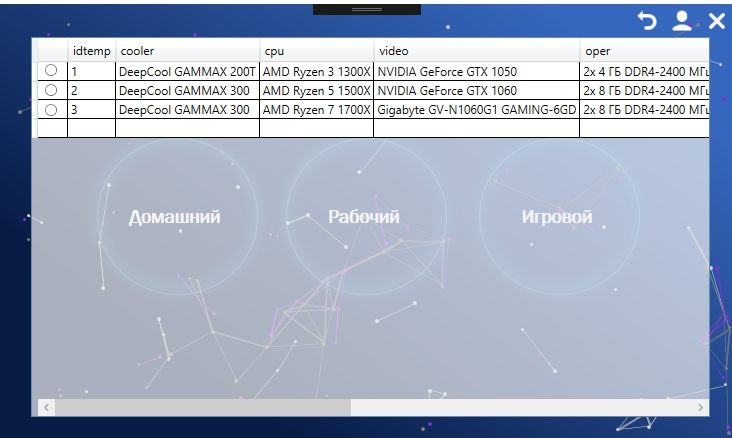 idtemp cooler cpu video oper
1 DeepCool GAMMAX 200T AMD Ryzen 3 1300X NVIDIA GeForce GTX 1050 2x 4 ГБ DDR4-2400 МГц
2 DeepCool GAMMAX 300 AMD Ryzen 5 1500X NVIDIA GeForce GTX 1060 2x 8 ГБ DDR4-2400 МГц
3 DeepCool GAMMAX 300 AMD Ryzen 7 1700X Gigabyte GV-N1060G1 GAMING-6GD 2x 8 ГБ DDR4-2400 МГц
Домашний Рабочий Игровой